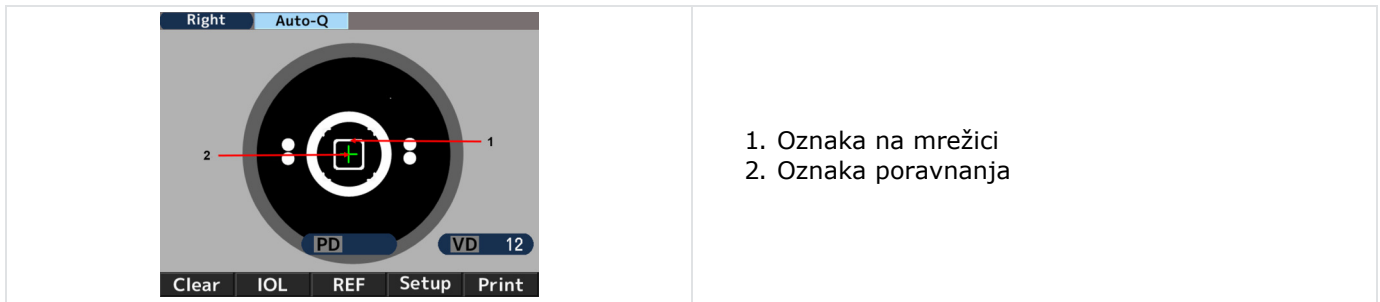 Right Auto-Q
1
2
PD VD 12
Clear IOL REF Setup Print
1. Oznaka na mrežici
2. Oznaka poravnanja